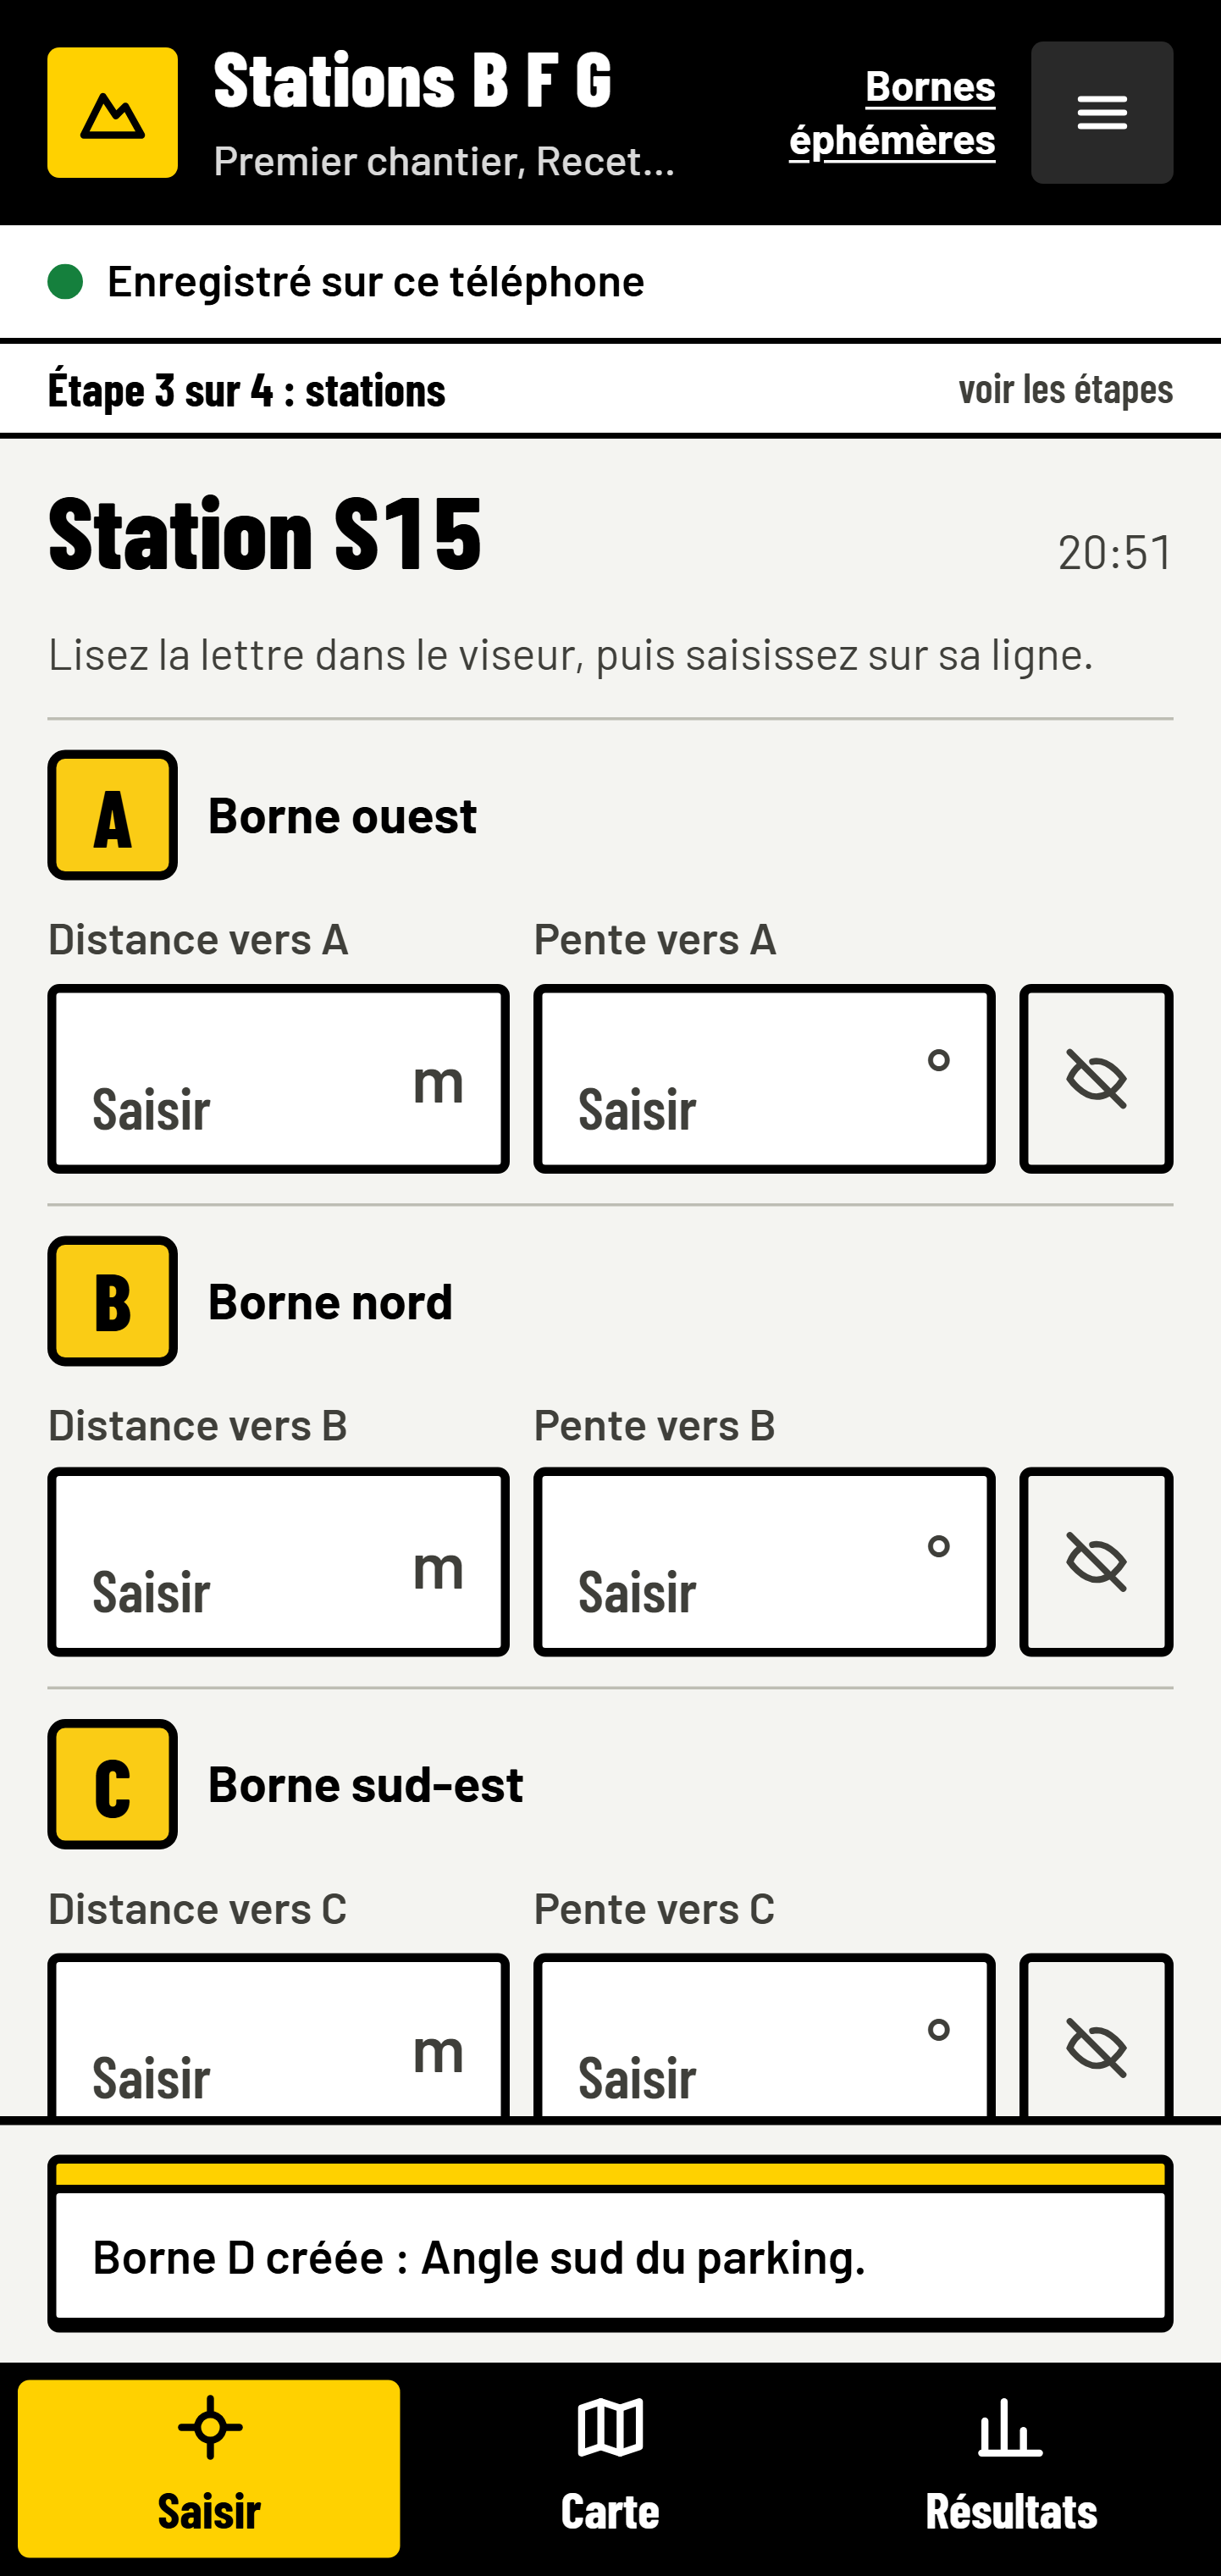 Stations B F G
Premier chantier, Recet...
Bornes
éphémères
Enregistré sur ce téléphone
Étape 3 sur 4 : stations
voir les étapes
Station S15
20:51
Lisez la lettre dans le viseur, puis saisissez sur sa ligne.
A
Borne ouest
Distance vers A
Pente vers A
Saisir m
Saisir °
B
Borne nord
Distance vers B
Pente vers B
Saisir m
Saisir °
C
Borne sud-est
Distance vers C
Pente vers C
Saisir m
Saisir °
Borne D créée : Angle sud du parking.
Saisir
Carte
Résultats